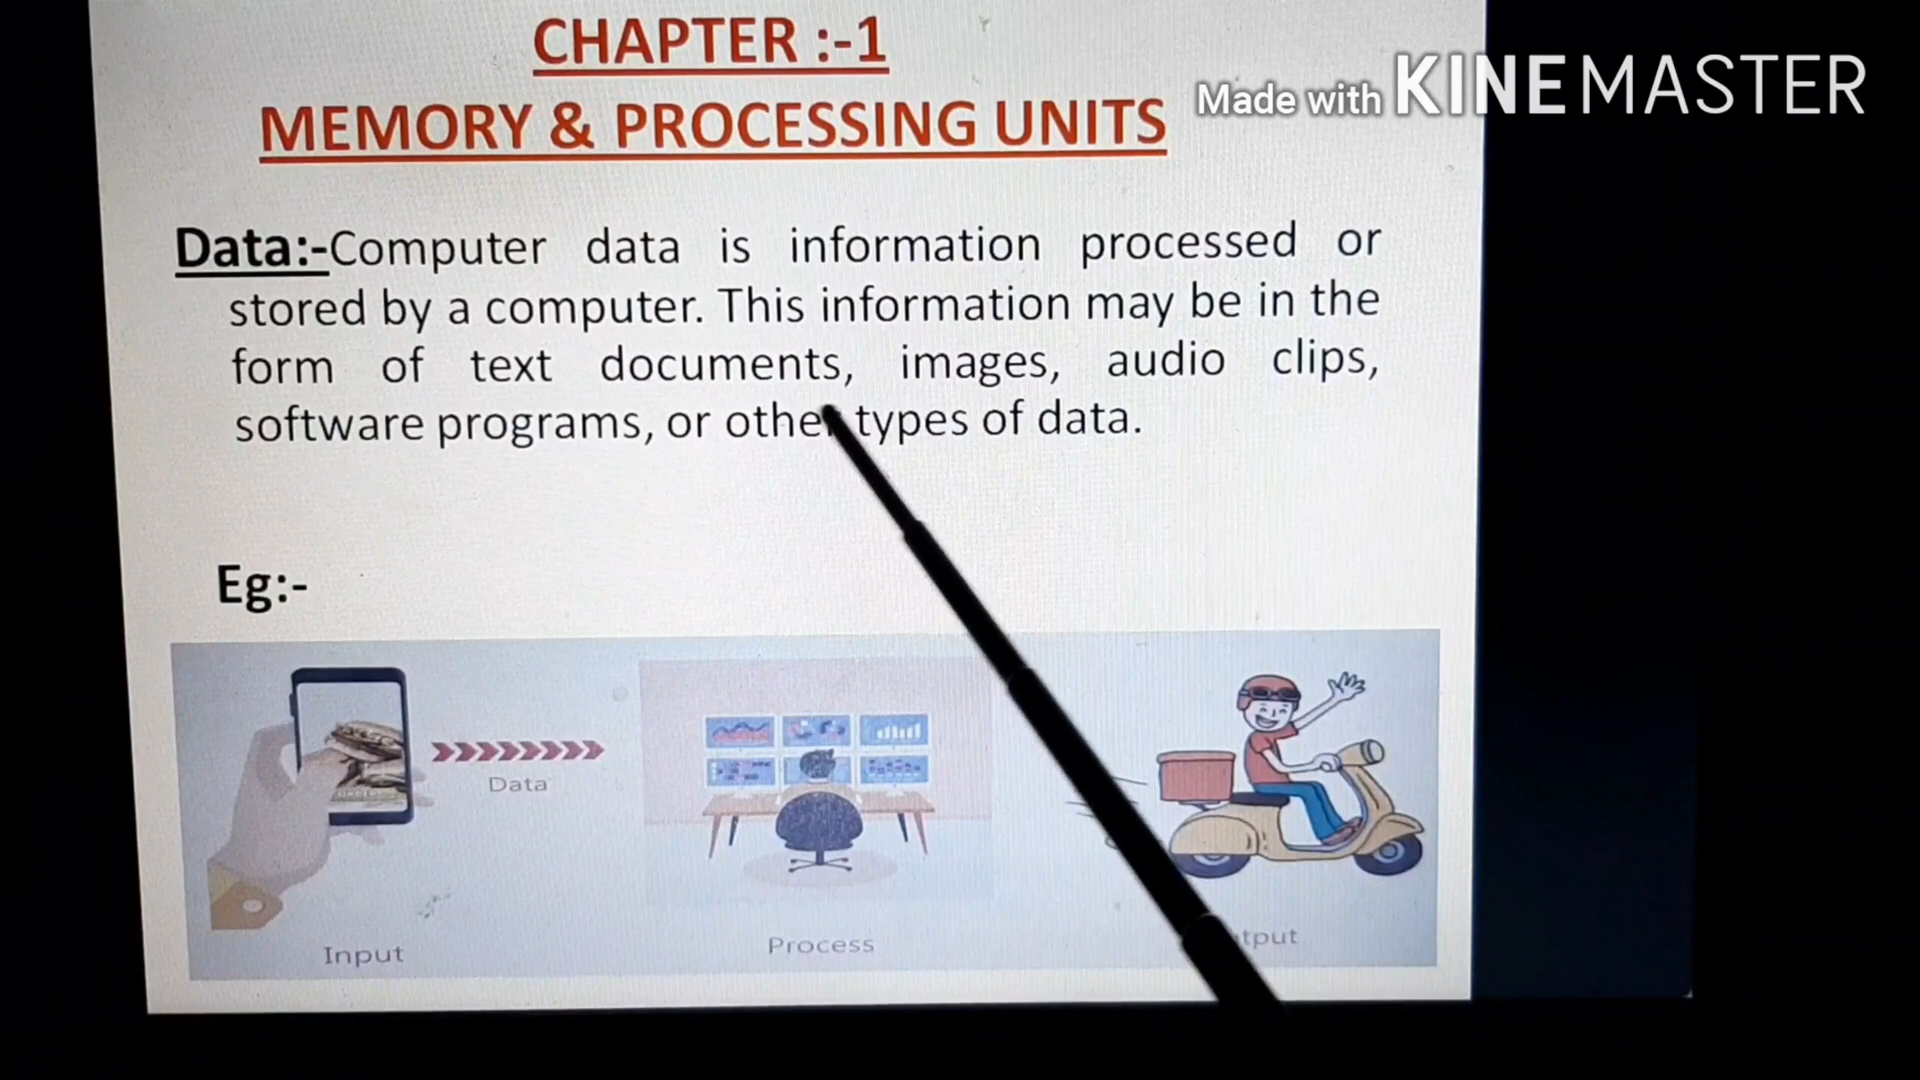 CHAPTER :-1
MEMORY & PROCESSING UNITS
Made with KINEMASTER
Data:-Computer data is information processed or
stored by a computer. This information may be in the
form of text documents, images, audio clips,
software programs, or other types of data.
Eg:-
Data
Input
Process
tput